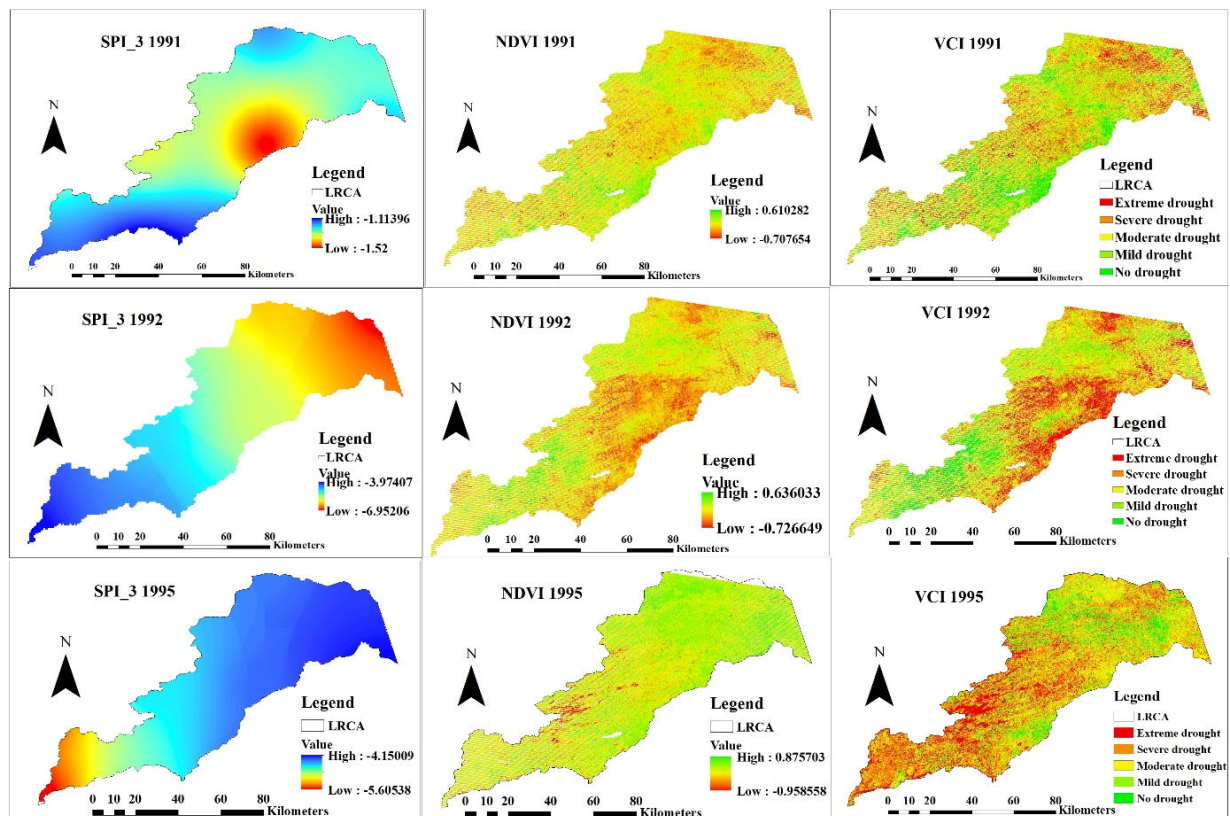 SPI_3 1991
N
Legend
LRCA
Value
High : -1.11396
Low : -1.52
0 10 20 40 60 80
Kilometers
NDVI 1991
N
Legend
Value
High : 0.610282
Low : -0.707654
0 10 20 40 60 80
Kilometers
VCI 1991
N
Legend
LRCA
Extreme drought
Severe drought
Moderate drought
Mild drought
No drought
0 10 20 40 60 80
Kilometers
SPI_3 1992
N
Legend
LRCA
Value
High : -3.97407
Low : -6.95206
0 10 20 40 60 80
Kilometers
NDVI 1992
N
Legend
Value
High : 0.636033
Low : -0.726649
0 10 20 40 60 80
Kilometers
VCI 1992
N
Legend
LRCA
Extreme drought
Severe drought
Moderate drought
Mild drought
No drought
0 10 20 40 60 80
Kilometers
SPI_3 1995
N
Legend
LRCA
Value
High : -4.15009
Low : -5.60538
0 10 20 40 60 80
Kilometers
NDVI 1995
N
Legend
LRCA
Value
High : 0.875703
Low : -0.958558
0 10 20 40 60 80
Kilometers
VCI 1995
N
Legend
LRCA
Extreme drought
Severe drought
Moderate drought
Mild drought
No drought
0 10 20 40 60 80
Kilometers